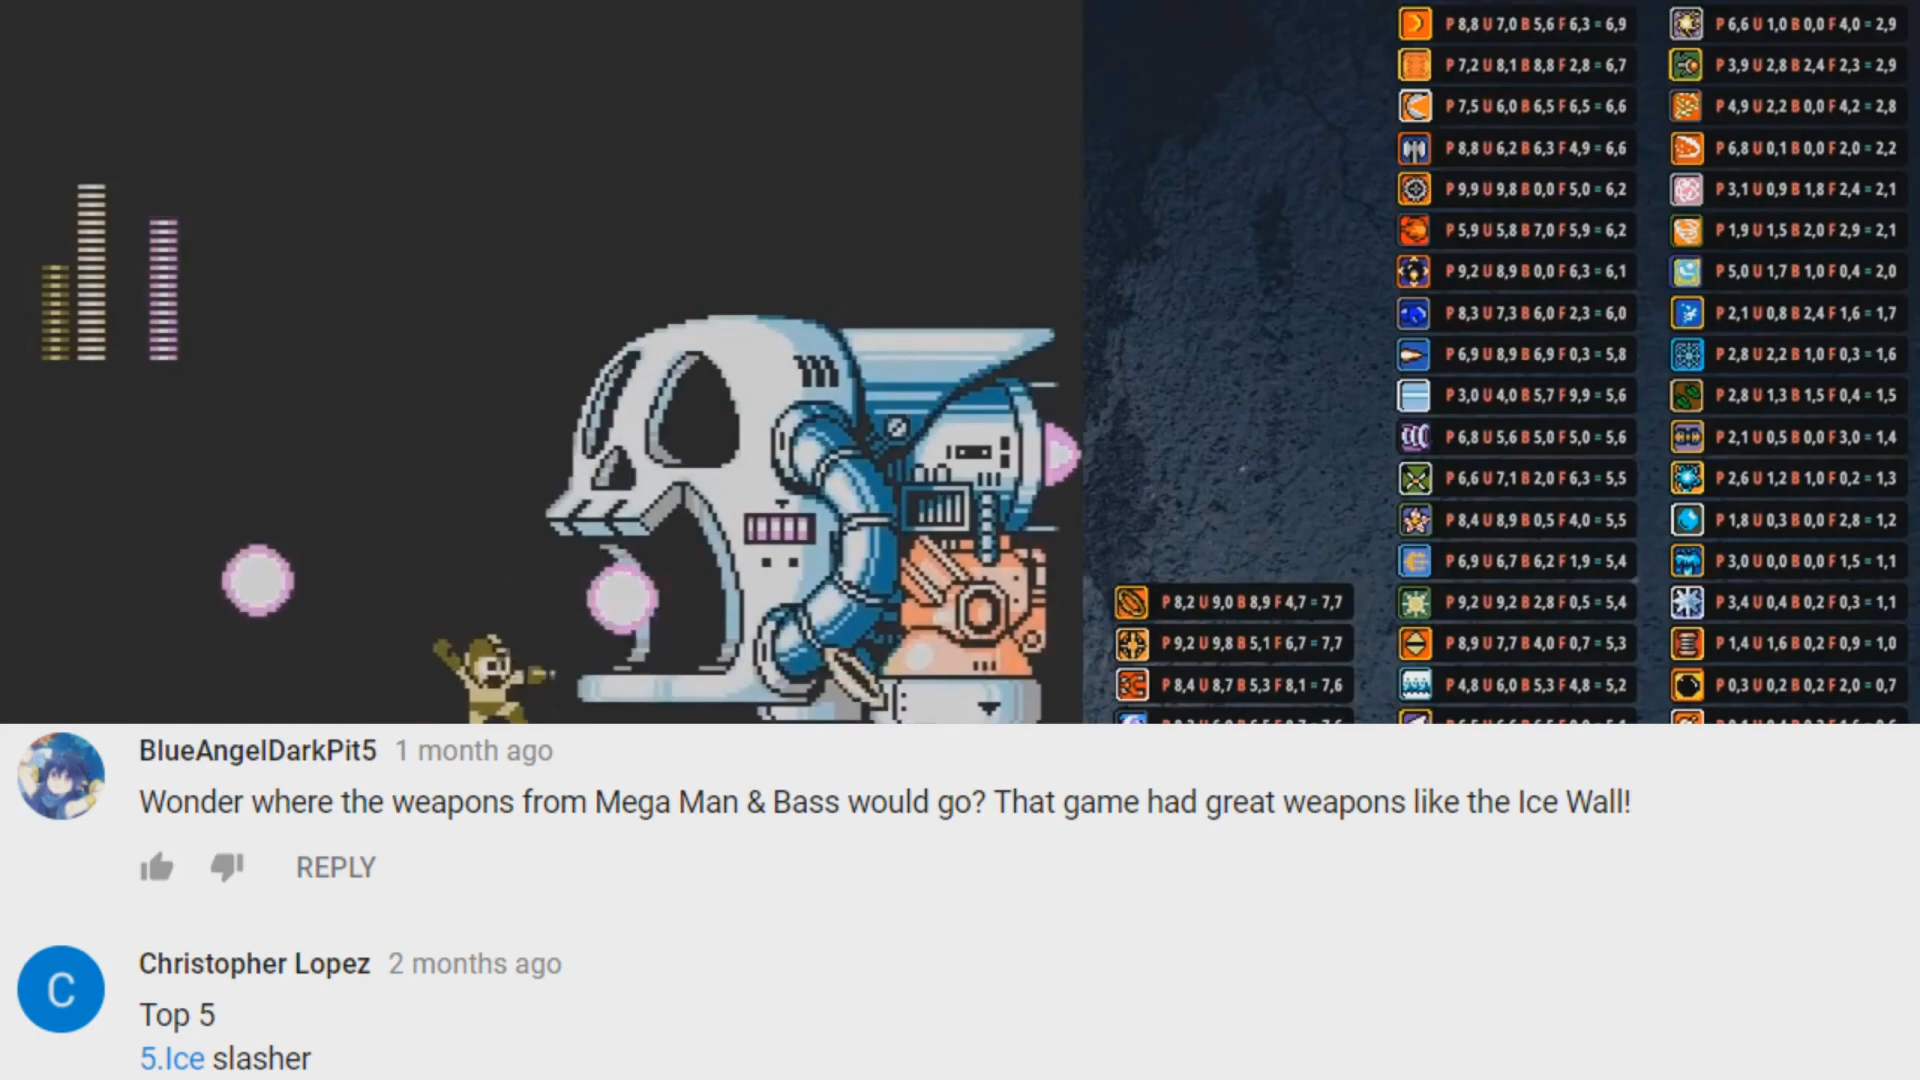 P 8,8 U 7,0 B 5,6 F 6,3 = 6,9
P 7,2 U 8,1 B 8,8 F 2,8 = 6,7
P 7,5 U 6,0 B 6,5 F 6,5 = 6,6
P 8,8 U 6,2 B 6,3 F 4,9 = 6,6
P 9,9 U 9,8 B 0,0 F 5,0 = 6,2
P 5,9 U 5,8 B 7,0 F 5,9 = 6,2
P 9,2 U 8,9 B 0,0 F 6,3 = 6,1
P 8,3 U 7,3 B 6,0 F 2,3 = 6,0
P 6,9 U 8,9 B 6,9 F 0,3 = 5,8
P 3,0 U 4,0 B 5,7 F 9,9 = 5,6
P 6,8 U 5,6 B 5,0 F 5,0 = 5,6
P 6,6 U 7,1 B 2,0 F 6,3 = 5,5
P 8,4 U 8,9 B 0,5 F 4,0 = 5,5
P 6,9 U 6,7 B 6,2 F 1,9 = 5,4
P 9,2 U 9,2 B 2,8 F 0,5 = 5,4
P 8,9 U 7,7 B 4,0 F 0,7 = 5,3
P 4,8 U 6,0 B 5,3 F 4,8 = 5,2
P 6,6 U 1,0 B 0,0 F 4,0 = 2,9
P 3,9 U 2,8 B 2,4 F 2,3 = 2,9
P 4,9 U 2,2 B 0,0 F 4,2 = 2,8
P 6,8 U 0,1 B 0,0 F 2,0 = 2,2
P 3,1 U 0,9 B 1,8 F 2,4 = 2,1
P 1,9 U 1,5 B 2,0 F 2,9 = 2,1
P 5,0 U 1,7 B 1,0 F 0,4 = 2,0
P 2,1 U 0,8 B 2,4 F 1,6 = 1,7
P 2,8 U 2,2 B 1,0 F 0,3 = 1,6
P 2,8 U 1,3 B 1,5 F 0,4 = 1,5
P 2,1 U 0,5 B 0,0 F 3,0 = 1,4
P 2,6 U 1,2 B 1,0 F 0,2 = 1,3
P 1,8 U 0,3 B 0,0 F 2,8 = 1,2
P 3,0 U 0,0 B 0,0 F 1,5 = 1,1
P 3,4 U 0,4 B 0,2 F 0,3 = 1,1
P 1,4 U 1,6 B 0,2 F 0,9 = 1,0
P 0,3 U 0,2 B 0,2 F 2,0 = 0,7
P 8,2 U 9,0 B 8,9 F 4,7 = 7,7
P 9,2 U 9,8 B 5,1 F 6,7 = 7,7
P 8,4 U 8,7 B 5,3 F 8,1 = 7,6
BlueAngelDarkPit5 1 month ago
Wonder where the weapons from Mega Man & Bass would go? That game had great weapons like the Ice Wall!
REPLY
C
Christopher Lopez 2 months ago
Top 5
5.Ice slasher